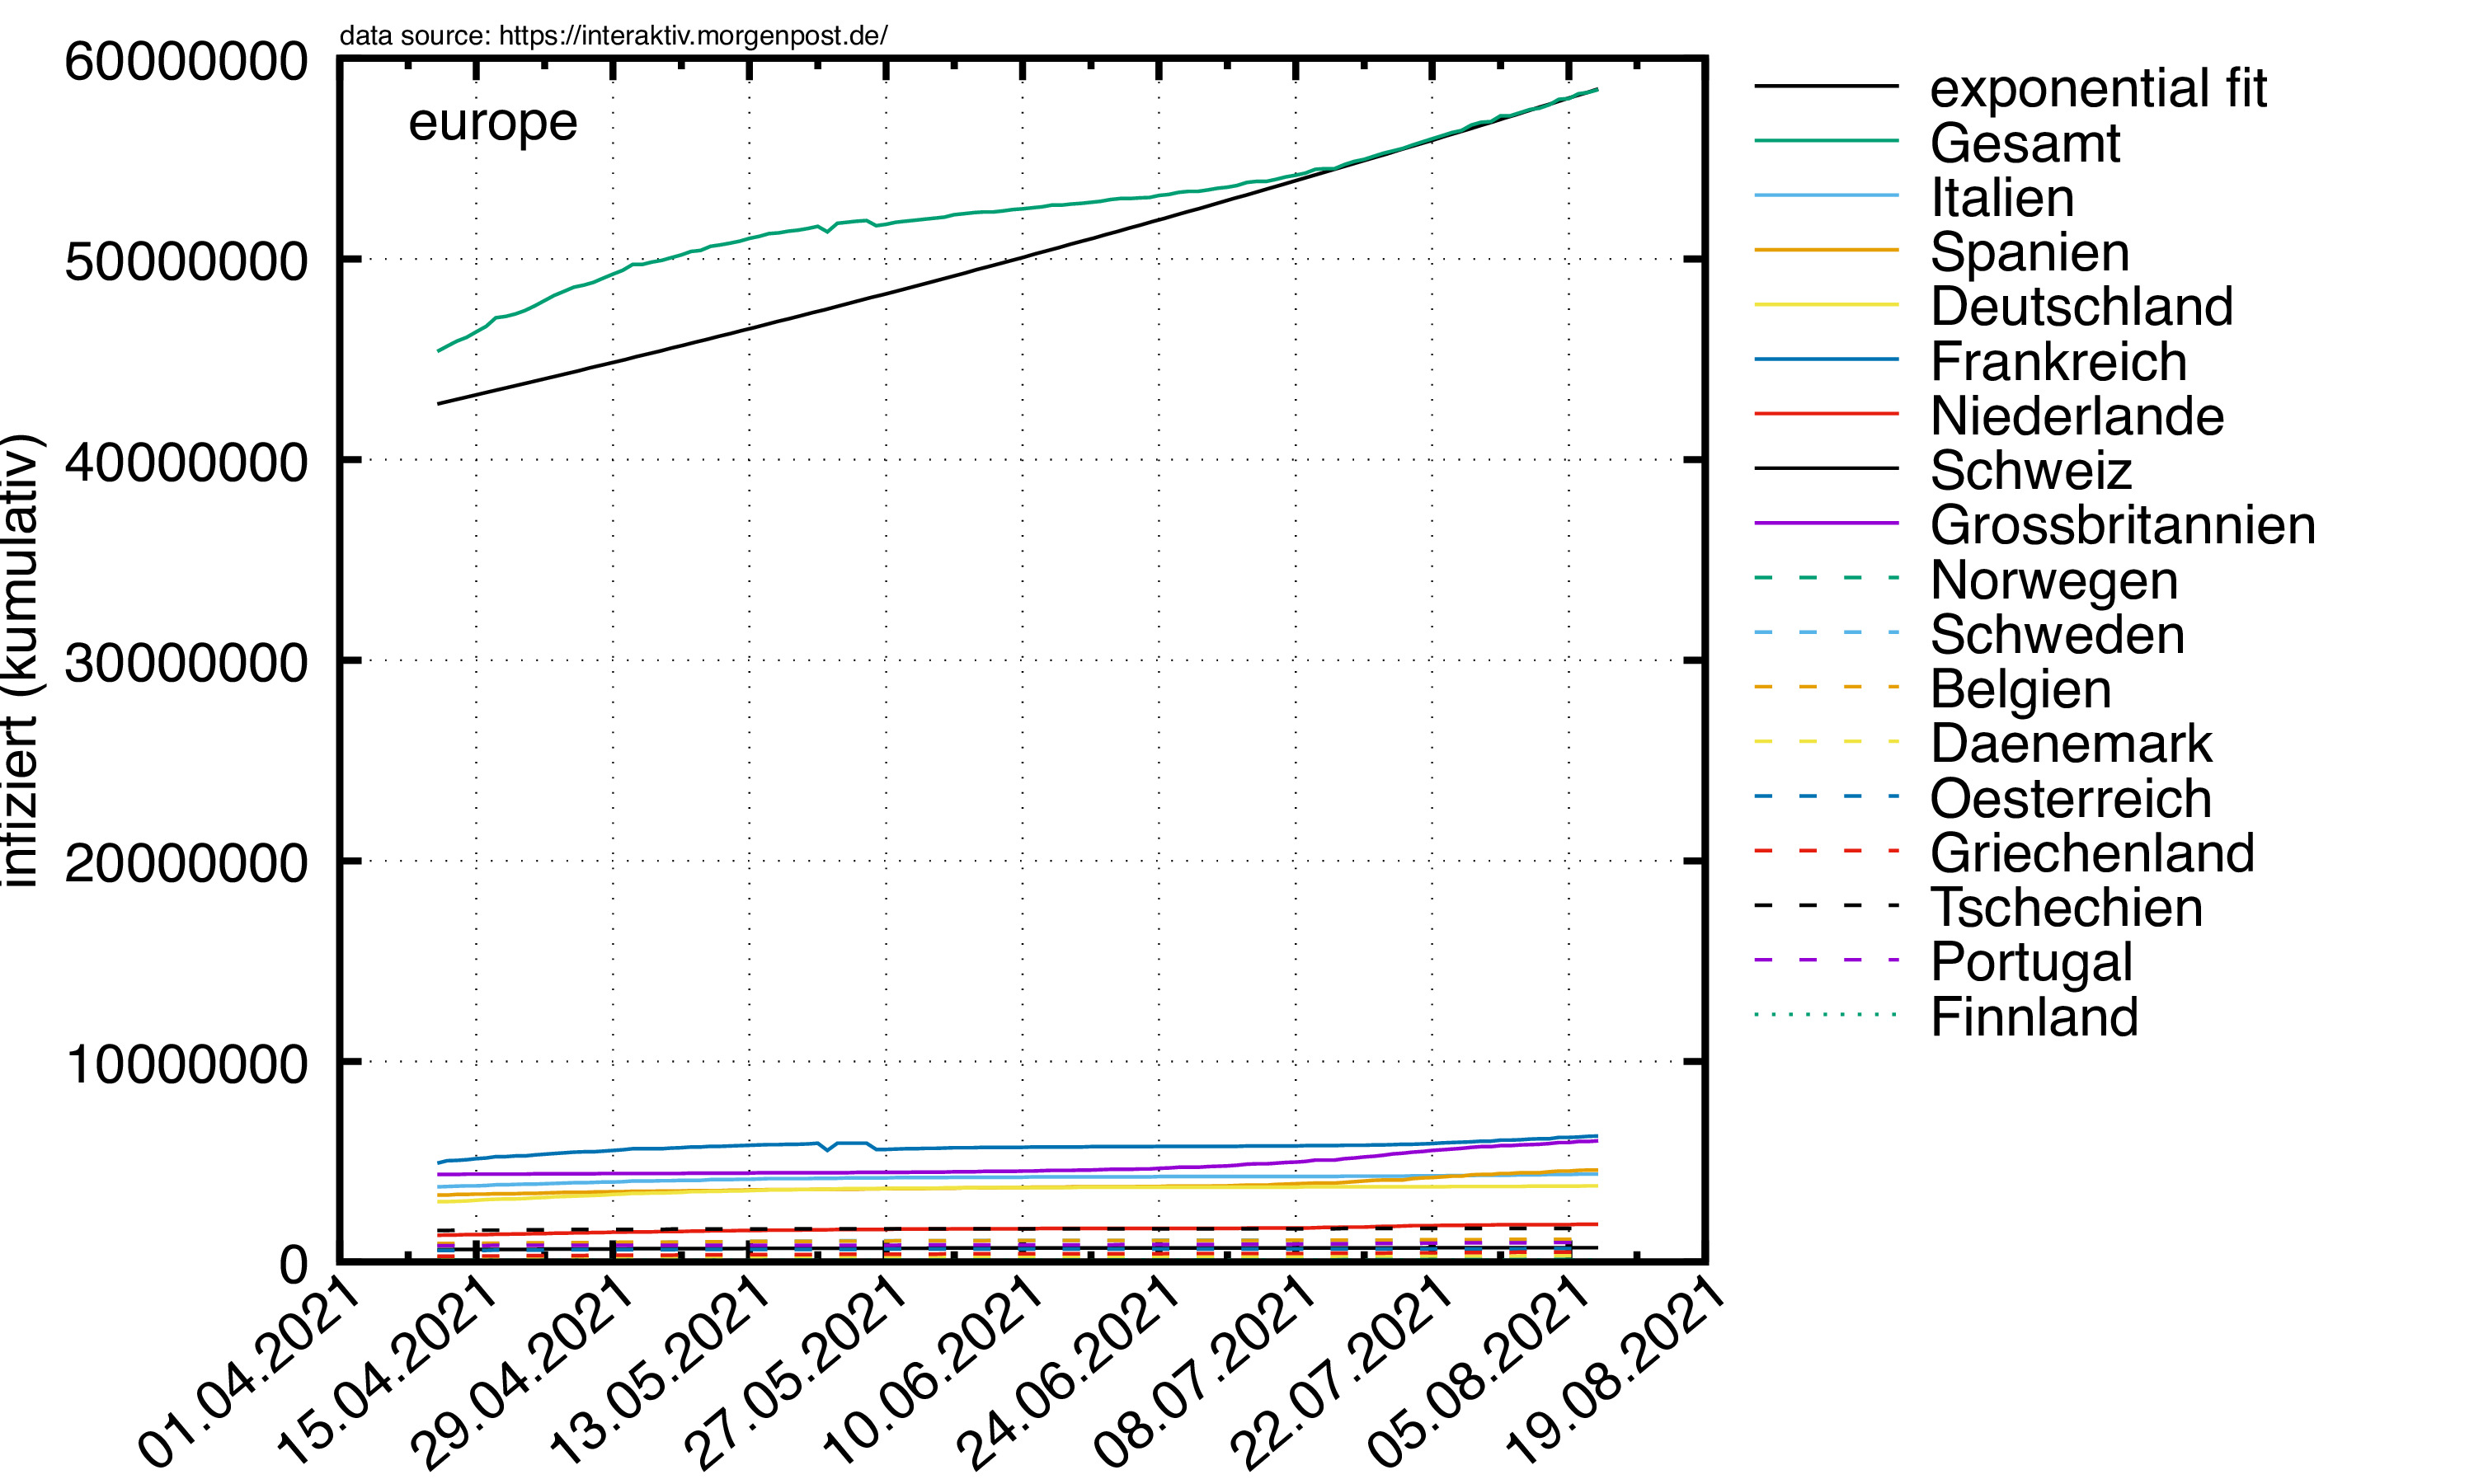 data source: https://interaktiv.morgenpost.de/
europe
infiziert (kumulativ)
60000000
50000000
40000000
30000000
20000000
10000000
0
01.04.2021
15.04.2021
29.04.2021
13.05.2021
27.05.2021
10.06.2021
24.06.2021
08.07.2021
22.07.2021
05.08.2021
19.08.2021
exponential fit
Gesamt
Italien
Spanien
Deutschland
Frankreich
Niederlande
Schweiz
Grossbritannien
Norwegen
Schweden
Belgien
Daenemark
Oesterreich
Griechenland
Tschechien
Portugal
Finnland